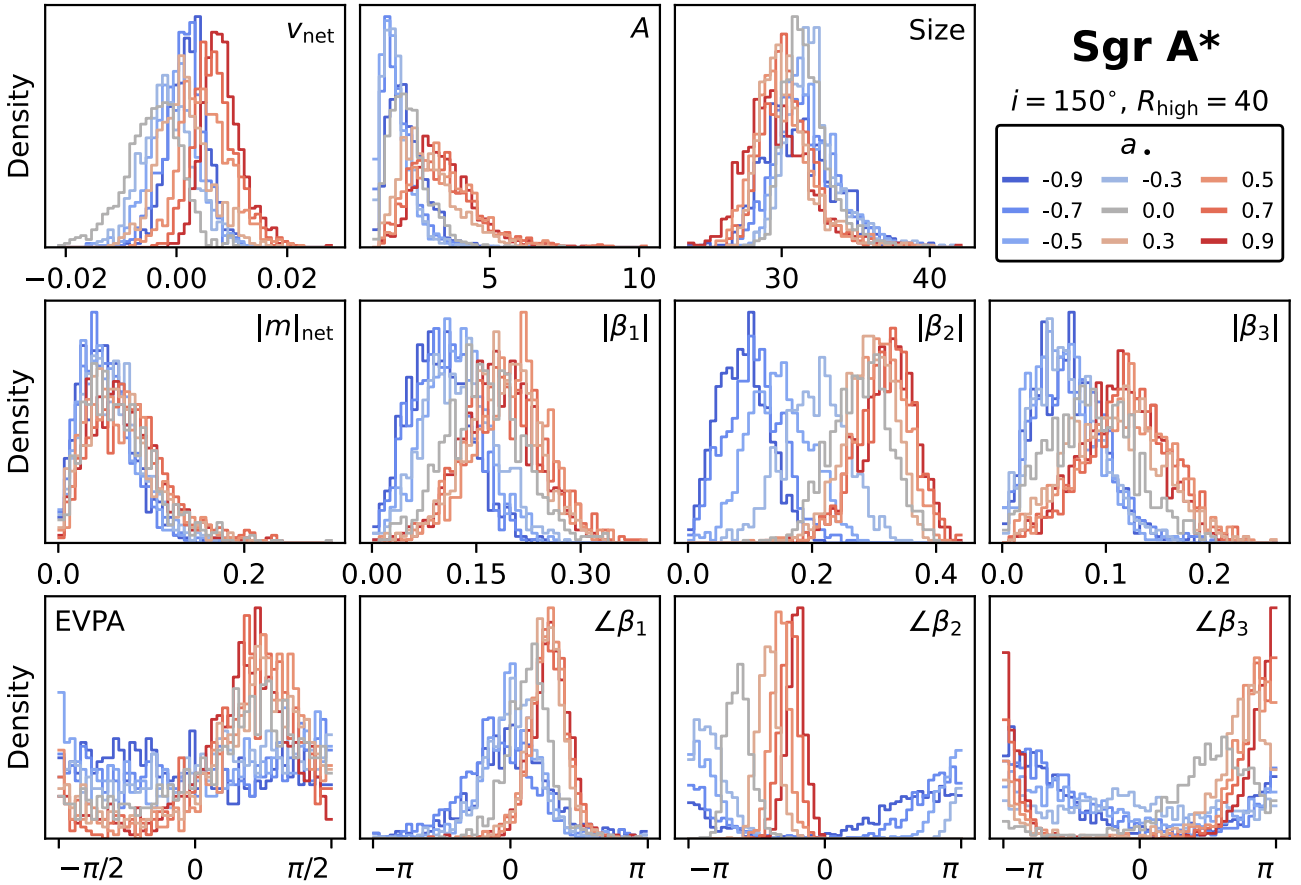 v_net
A
Size
Sgr A*
i = 150°, R_high = 40
a•
-0.9 -0.3 0.5
-0.7 0.0 0.7
-0.5 0.3 0.9
Density
−0.02 0.00 0.02
5 10
30 40
|m|_net
|β₁|
|β₂|
|β₃|
Density
0.0 0.2
0.00 0.15 0.30
0.0 0.2 0.4
0.0 0.1 0.2
EVPA
∠β₁
∠β₂
∠β₃
Density
−π/2 0 π/2
−π 0 π
−π 0 π
−π 0 π